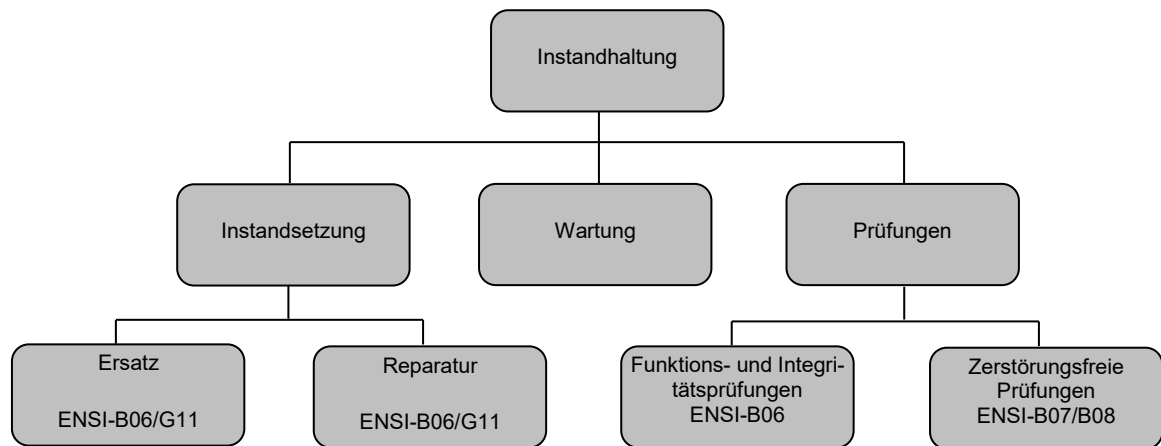 Instandhaltung
Instandsetzung
Wartung
Prüfungen
Ersatz
ENSI-B06/G11
Reparatur
ENSI-B06/G11
Funktions- und Integri-
tätsprüfungen
ENSI-B06
Zerstörungsfreie
Prüfungen
ENSI-B07/B08